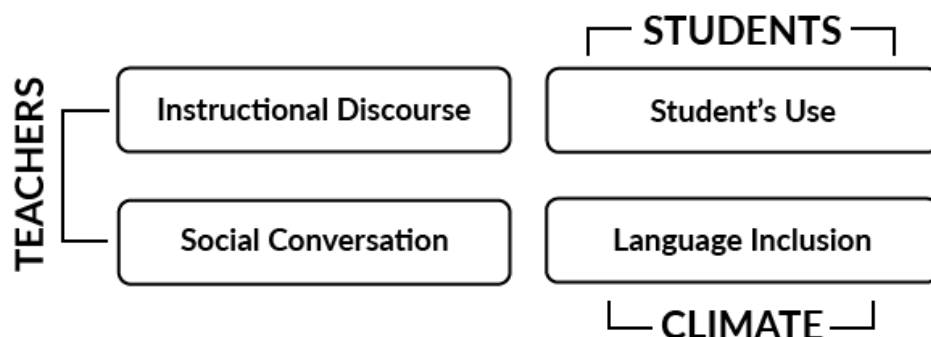 STUDENTS
TEACHERS
Instructional Discourse
Student’s Use
Social Conversation
Language Inclusion
CLIMATE